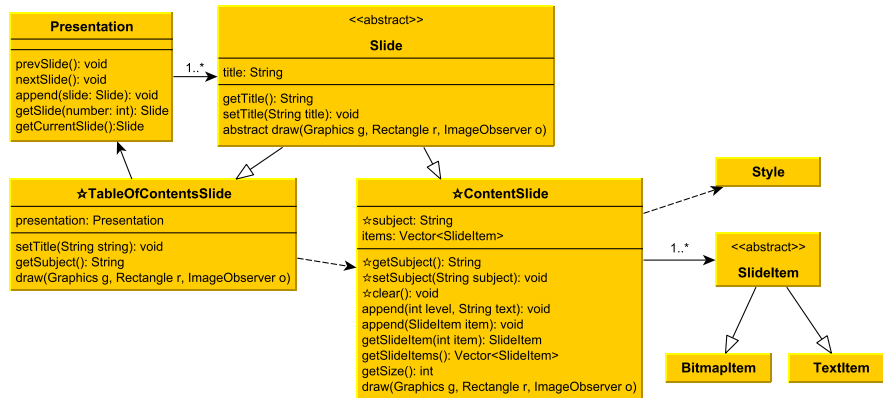 Presentation
prevSlide(): void
nextSlide(): void
append(slide: Slide): void
getSlide(number: int): Slide
getCurrentSlide():Slide
1..*
<<abstract>>
Slide
title: String
getTitle(): String
setTitle(String title): void
abstract draw(Graphics g, Rectangle r, ImageObserver o)
☆TableOfContentsSlide
presentation: Presentation
setTitle(String string): void
getSubject(): String
draw(Graphics g, Rectangle r, ImageObserver o)
☆ContentSlide
☆subject: String
items: Vector<SlideItem>
☆getSubject(): String
☆setSubject(String subject): void
☆clear(): void
append(int level, String text): void
append(SlideItem item): void
getSlideItem(int item): SlideItem
getSlideItems(): Vector<SlideItem>
getSize(): int
draw(Graphics g, Rectangle r, ImageObserver o)
Style
1..*
<<abstract>>
SlideItem
BitmapItem
TextItem